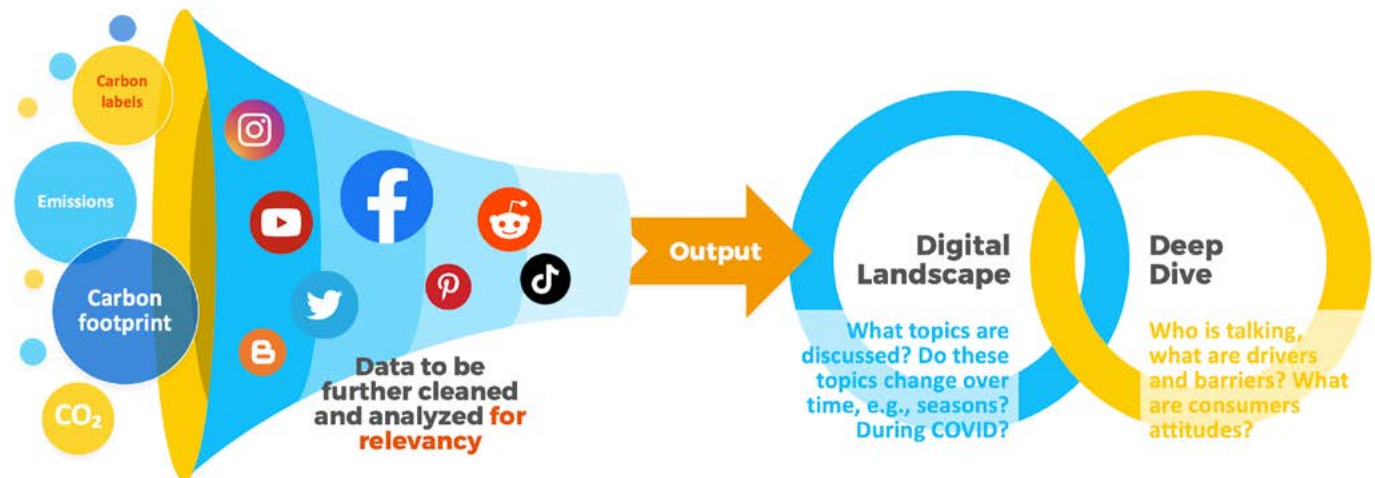 Carbon
labels
Emissions
Carbon
footprint
CO₂
Data to be
further cleaned
and analyzed for
relevancy
Output
Digital
Landscape
What topics are
discussed? Do these
topics change over
time, e.g., seasons?
During COVID?
Deep
Dive
Who is talking,
what are drivers
and barriers? What
are consumers
attitudes?